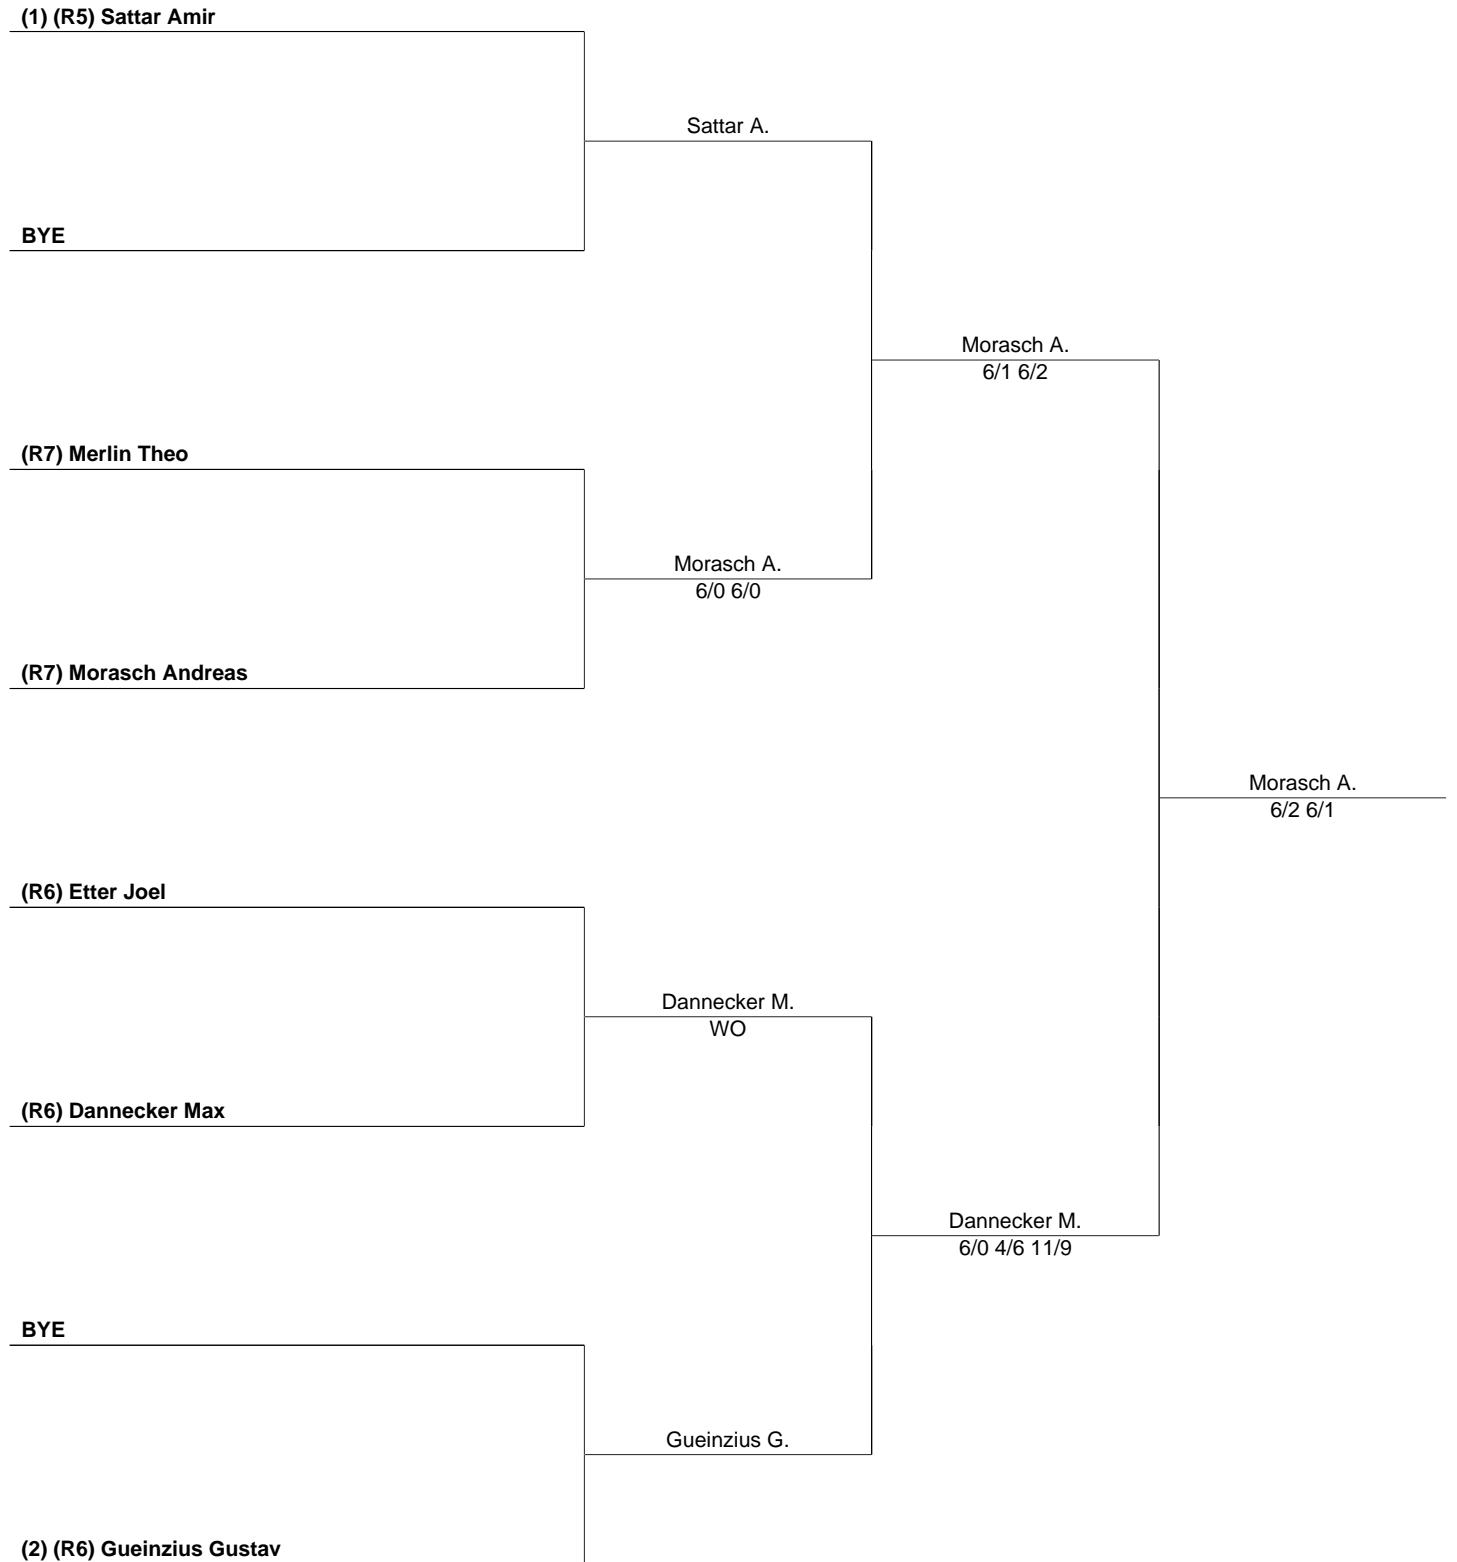 (1) (R5) Sattar Amir
Sattar A.
BYE
Morasch A.
6/1 6/2
(R7) Merlin Theo
Morasch A.
6/0 6/0
(R7) Morasch Andreas
Morasch A.
6/2 6/1
(R6) Etter Joel
Dannecker M.
WO
(R6) Dannecker Max
Dannecker M.
6/0 4/6 11/9
BYE
Gueinzius G.
(2) (R6) Gueinzius Gustav